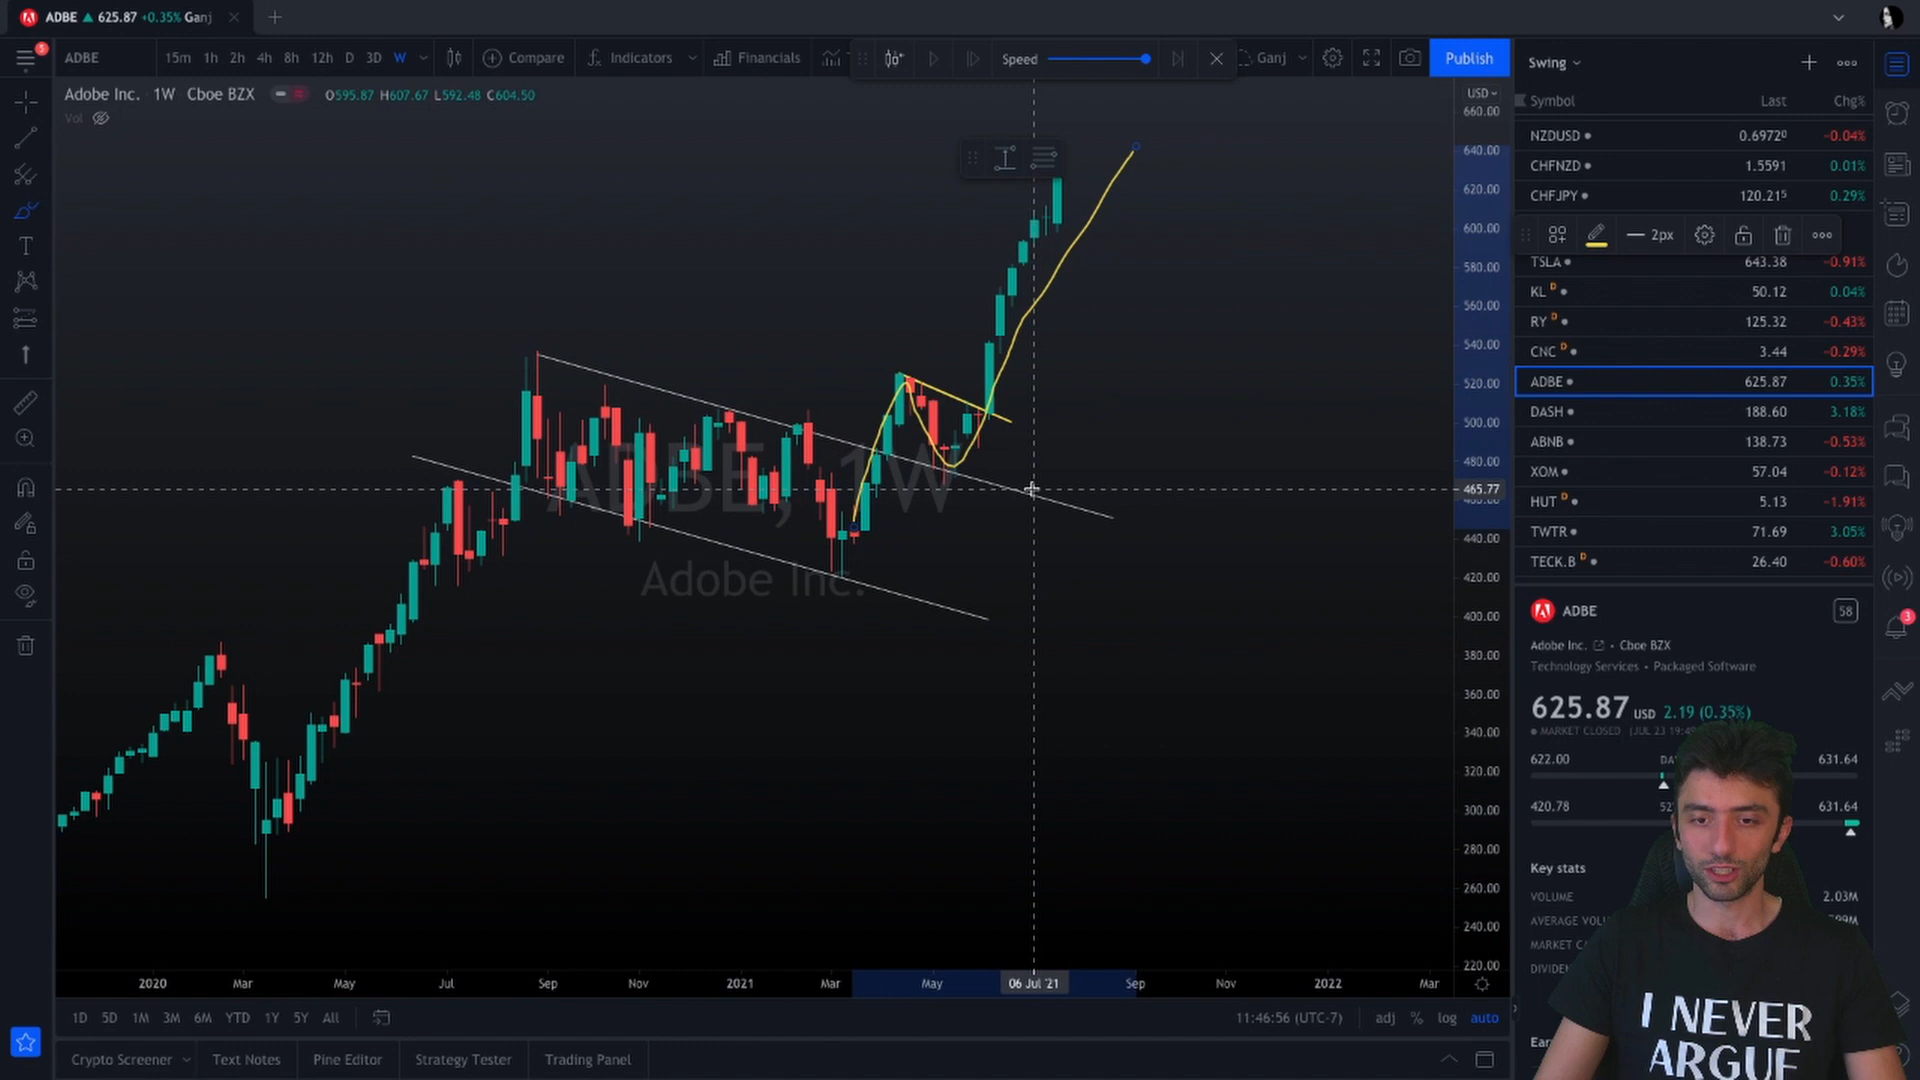 ADBE ▲ 625.87 +0.35% Ganj
5
ADBE
15m 1h 2h 4h 8h 12h D 3D W
Compare
Indicators
Financials
Speed
Ganj
Publish
Adobe Inc. 1W Cboe BZX
O595.87 H607.67 L592.48 C604.50
Vol
USD
660.00
640.00
620.00
600.00
580.00
560.00
540.00
520.00
500.00
480.00
465.77
440.00
420.00
400.00
380.00
360.00
340.00
320.00
300.00
280.00
260.00
240.00
220.00
ADBE, 1W
Adobe Inc.
2020 Mar May Jul Sep Nov 2021 Mar May 06 Jul '21 Sep Nov 2022 Mar
1D 5D 1M 3M 6M YTD 1Y 5Y All
11:46:56 (UTC-7)
adj % log auto
Crypto Screener
Text Notes
Pine Editor
Strategy Tester
Trading Panel
Swing
Symbol Last Chg%
NZDUSD 0.6972⁰ −0.04%
CHFNZD 1.5591 0.01%
CHFJPY 120.21⁵ 0.29%
2px
TSLA 643.38 −0.91%
KL D 50.12 0.04%
RY D 125.32 −0.43%
CNC D 3.44 −0.29%
ADBE 625.87 0.35%
DASH 188.60 3.18%
ABNB 138.73 −0.53%
XOM 57.04 −0.12%
HUT D 5.13 −1.91%
TWTR 71.69 3.05%
TECK.B D 26.40 −0.60%
ADBE
58
3
Adobe Inc. • Cboe BZX
Technology Services • Packaged Software
625.87 USD 2.19 (0.35%)
MARKET CLOSED (JUL 23
622.00 631.64
420.78 631.64
Key stats
VOLUME 2.03M
AVERAGE
MARKET
I NEVER
ARGUE